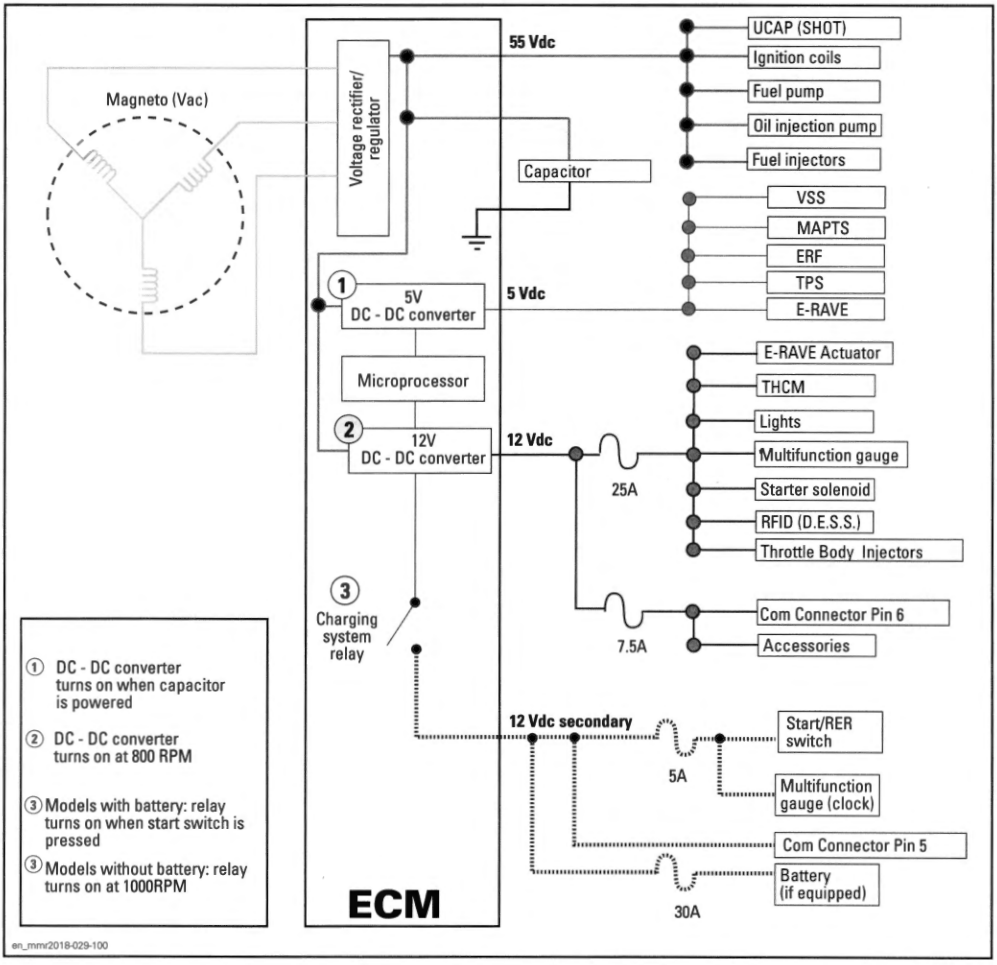 Magneto (Vac)
Voltage rectifier/
regulator
55 Vdc
UCAP (SHOT)
Ignition coils
Fuel pump
Oil injection pump
Fuel injectors
Capacitor
VSS
MAPTS
ERF
TPS
E-RAVE
1
5V
DC - DC converter
5 Vdc
Microprocessor
2
12V
DC - DC converter
12 Vdc
25A
E-RAVE Actuator
THCM
Lights
Multifunction gauge
Starter solenoid
RFID (D.E.S.S.)
Throttle Body Injectors
7.5A
Com Connector Pin 6
Accessories
3
Charging
system
relay
12 Vdc secondary
5A
Start/RER
switch
Multifunction
gauge (clock)
Com Connector Pin 5
30A
Battery
(if equipped)
ECM
1 DC - DC converter
turns on when capacitor
is powered
2 DC - DC converter
turns on at 800 RPM
3 Models with battery: relay
turns on when start switch is
pressed
3 Models without battery: relay
turns on at 1000RPM
en_mmr2018-029-100